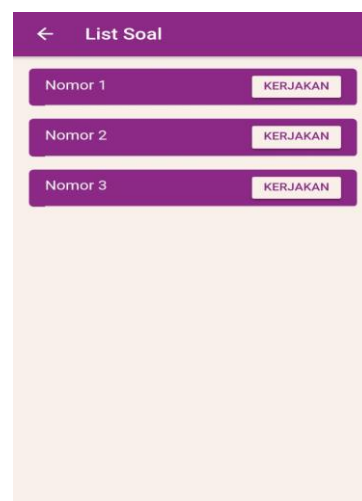 List Soal
Nomor 1 KERJAKAN
Nomor 2 KERJAKAN
Nomor 3 KERJAKAN